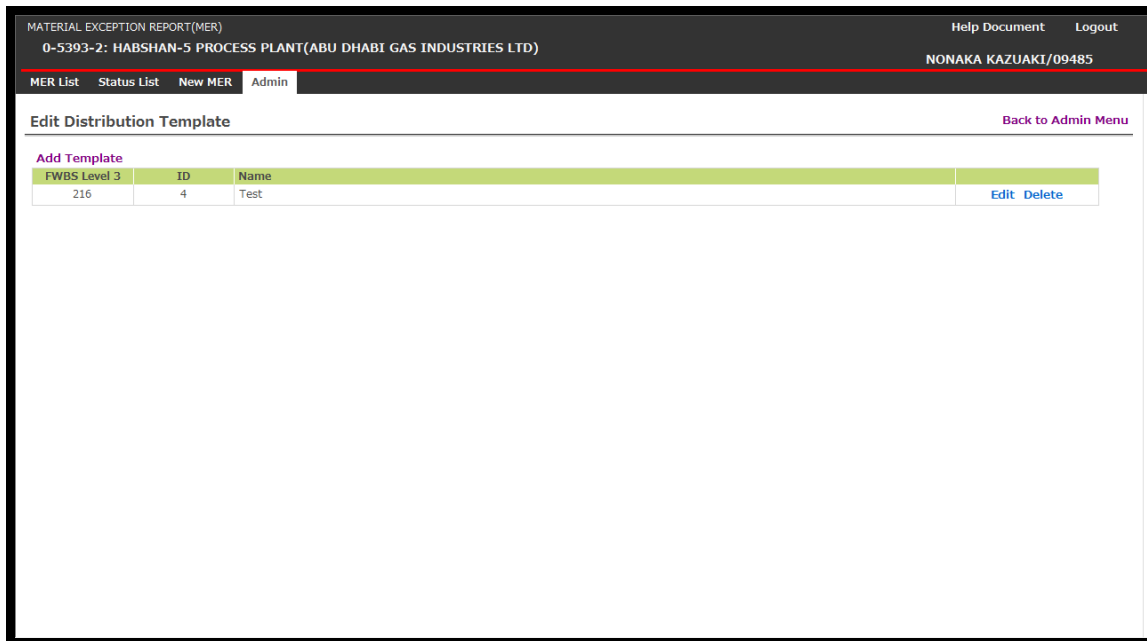 MATERIAL EXCEPTION REPORT(MER)
Help Document Logout
0-5393-2: HABSHAN-5 PROCESS PLANT(ABU DHABI GAS INDUSTRIES LTD)
NONAKA KAZUAKI/09485
MER List Status List New MER Admin
Edit Distribution Template
Back to Admin Menu
Add Template
FWBS Level 3 ID Name
216 4 Test Edit Delete